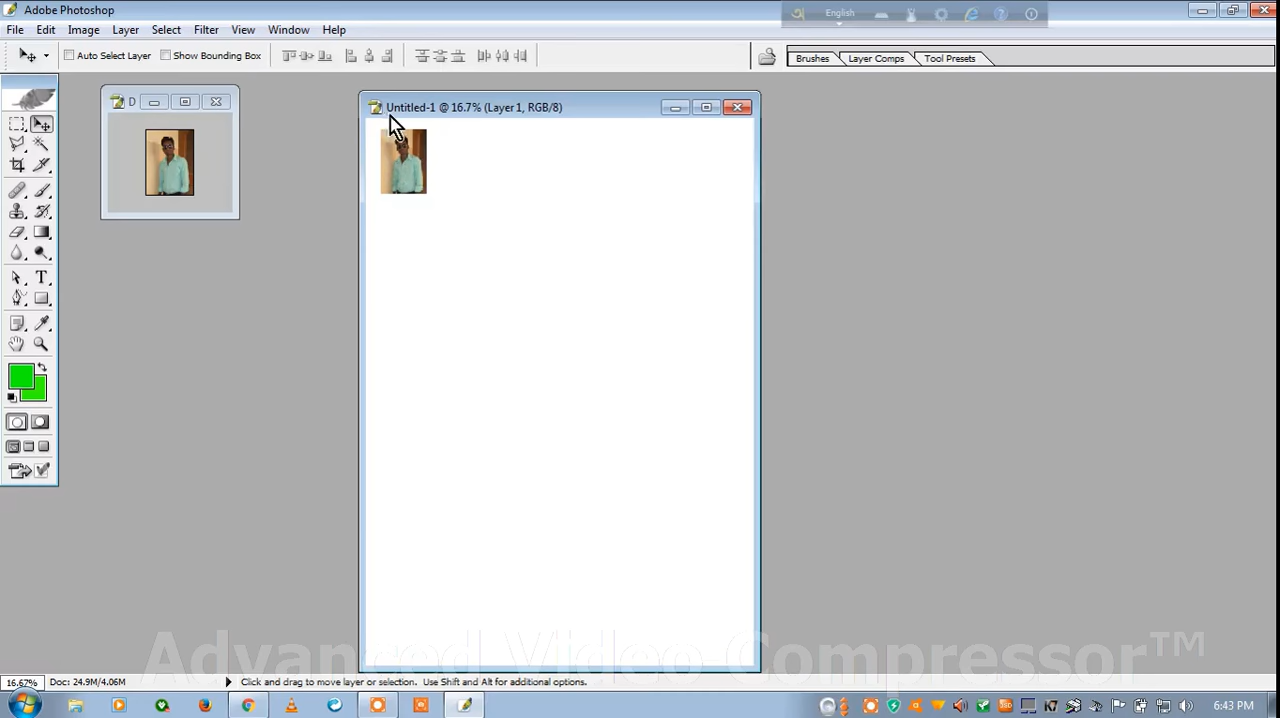 Adobe Photoshop
English
File Edit Image Layer Select Filter View Window Help
Auto Select Layer Show Bounding Box
Brushes Layer Comps Tool Presets
D
Untitled-1 @ 16.7% (Layer 1, RGB/8)
T
Advanced Video Compressor™
16.67% Doc: 24.9M/4.06M Click and drag to move layer or selection. Use Shift and Alt for additional options.
6:43 PM